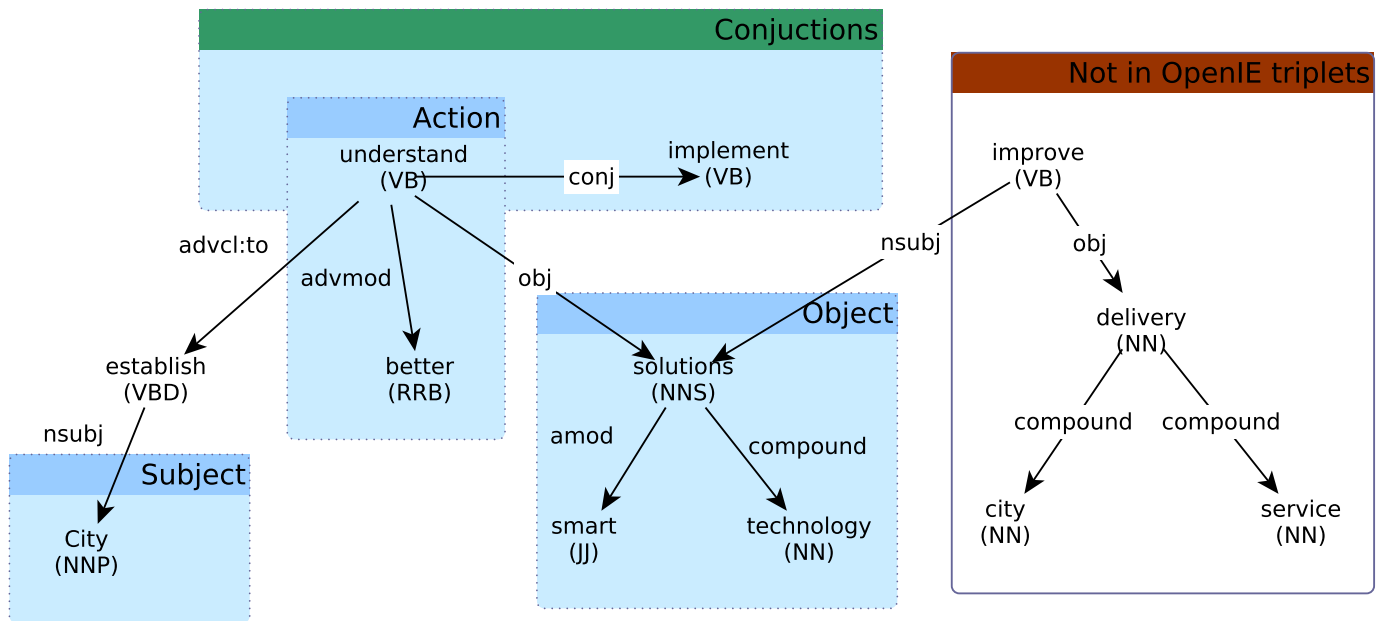 Conjuctions
Not in OpenIE triplets
Action
understand
(VB)
conj
implement
(VB)
improve
(VB)
advcl:to
advmod
obj
nsubj
obj
Object
establish
(VBD)
better
(RRB)
solutions
(NNS)
delivery
(NN)
nsubj
amod
compound
compound
compound
Subject
City
(NNP)
smart
(JJ)
technology
(NN)
city
(NN)
service
(NN)